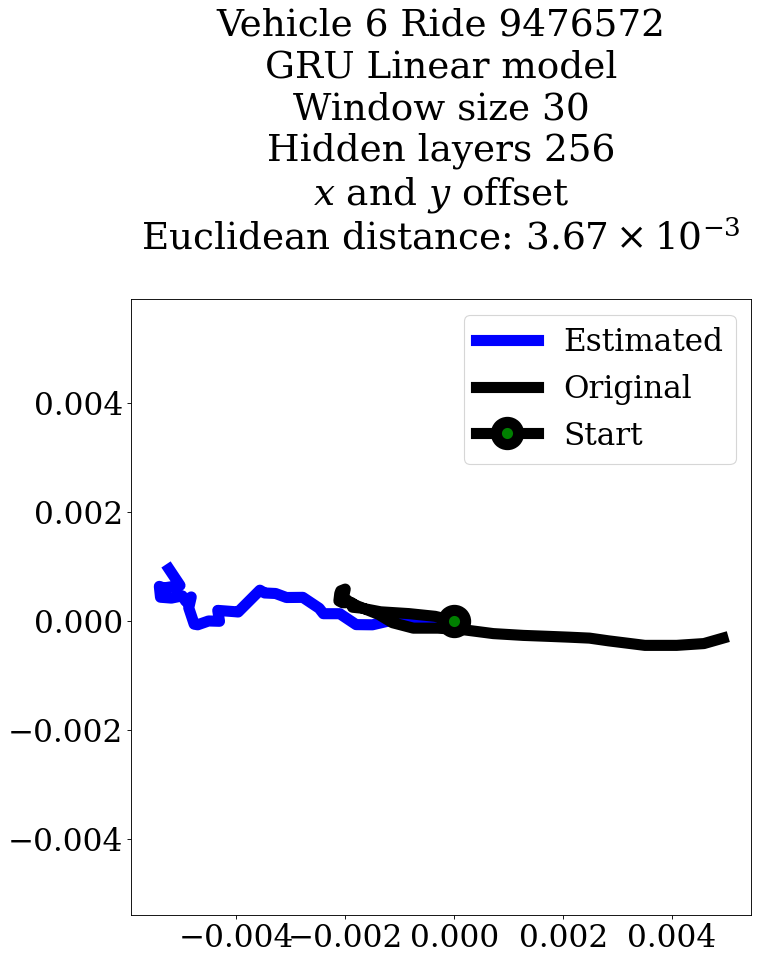 Vehicle 6 Ride 9476572
GRU Linear model
Window size 30
Hidden layers 256
x and y offset
Euclidean distance: 3.67 × 10⁻³
Estimated
Original
Start
0.004
0.002
0.000
−0.002
−0.004
−0.004 −0.002 0.000 0.002 0.004